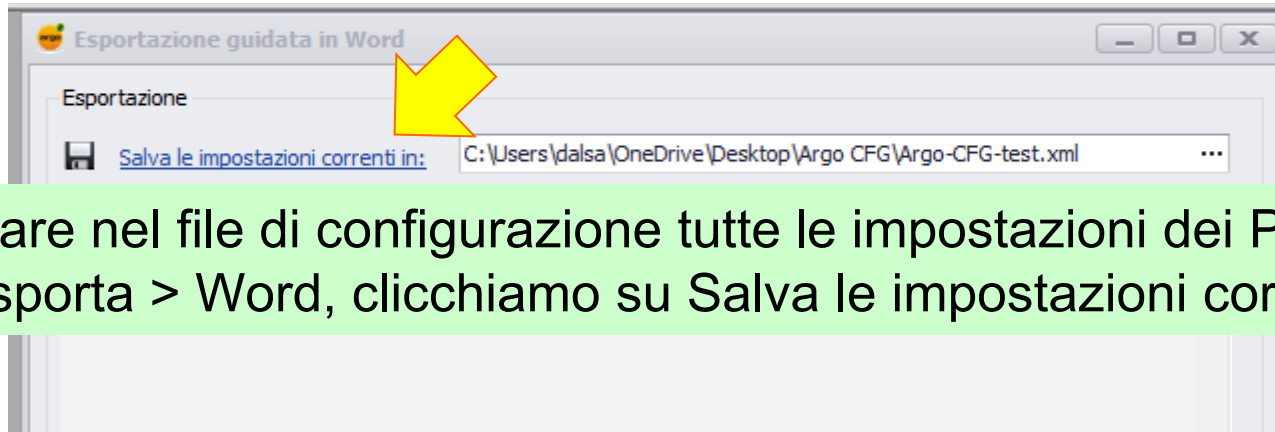 Esportazione guidata in Word
Esportazione
Salva le impostazioni correnti in: C:\Users\dalsa\OneDrive\Desktop\Argo CFG\Argo-CFG-test.xml ...
are nel file di configurazione tutte le impostazioni dei P
sporta > Word, clicchiamo su Salva le impostazioni cor